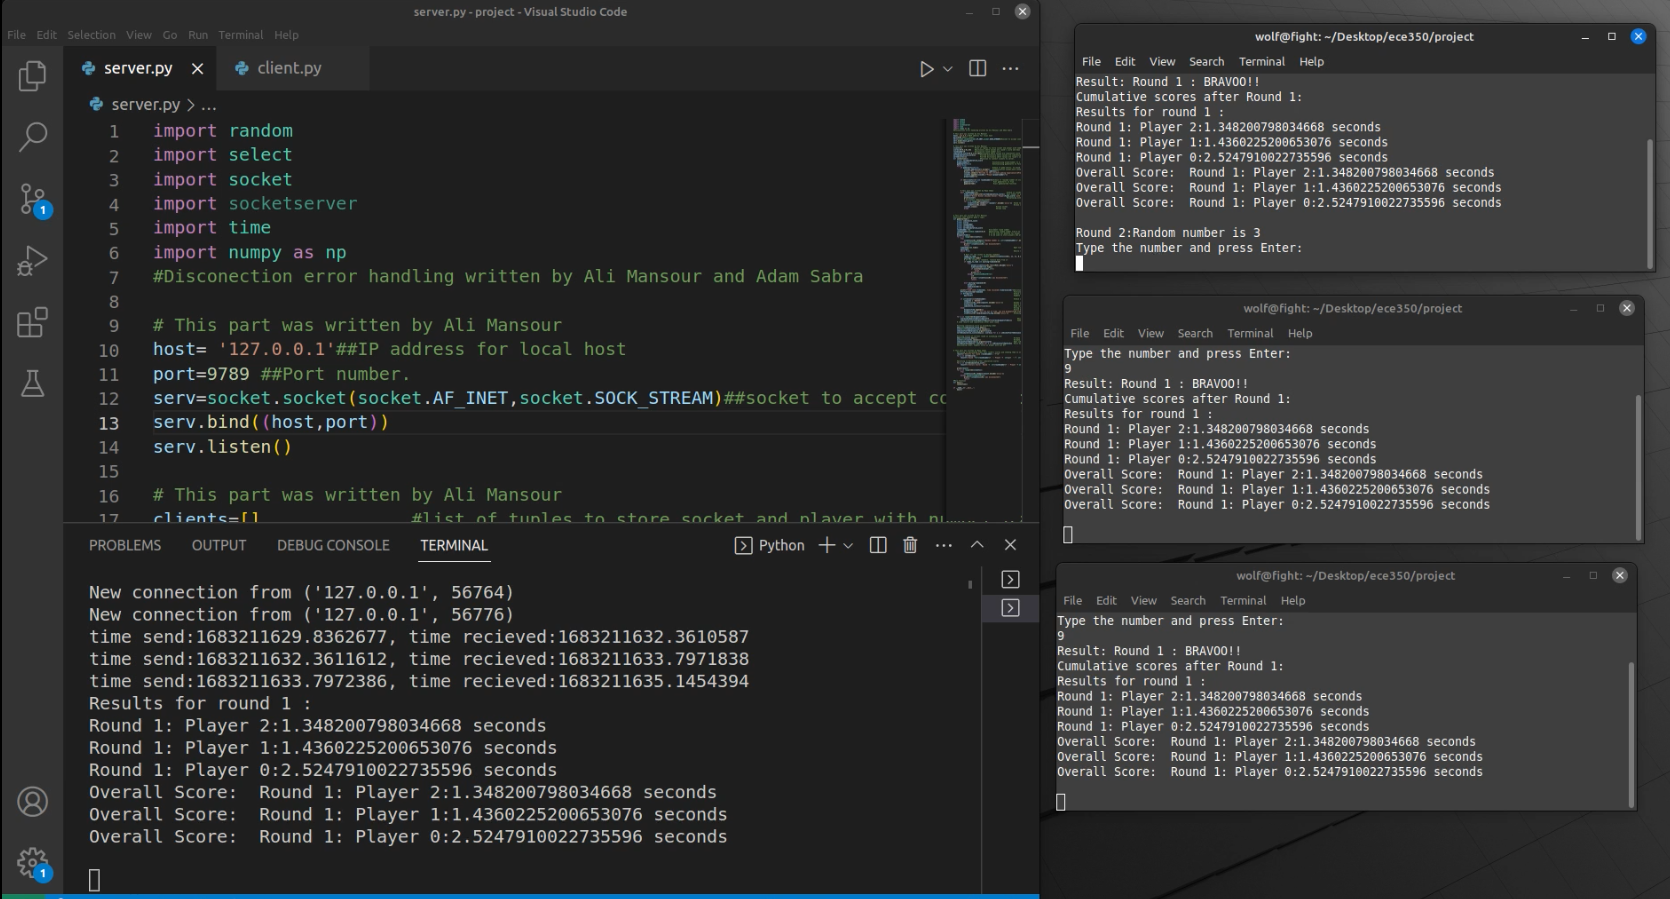 server.py - project - Visual Studio Code
File Edit Selection View Go Run Terminal Help
server.py client.py
server.py > ...
1 import random
2 import select
3 import socket
4 import socketserver
5 import time
6 import numpy as np
7 #Disconection error handling written by Ali Mansour and Adam Sabra
8
9 # This part was written by Ali Mansour
10 host= '127.0.0.1'##IP address for local host
11 port=9789 ##Port number.
12 serv=socket.socket(socket.AF_INET,socket.SOCK_STREAM)##socket to accept
13 serv.bind((host,port))
14 serv.listen()
15
16 # This part was written by Ali Mansour
17 clients=[] #list of tuples to store socket and player with
1
1
PROBLEMS OUTPUT DEBUG CONSOLE TERMINAL Python
New connection from ('127.0.0.1', 56764)
New connection from ('127.0.0.1', 56776)
time send:1683211629.8362677, time recieved:1683211632.3610587
time send:1683211632.3611612, time recieved:1683211633.7971838
time send:1683211633.7972386, time recieved:1683211635.1454394
Results for round 1 :
Round 1: Player 2:1.348200798034668 seconds
Round 1: Player 1:1.4360225200653076 seconds
Round 1: Player 0:2.5247910022735596 seconds
Overall Score:  Round 1: Player 2:1.348200798034668 seconds
Overall Score:  Round 1: Player 1:1.4360225200653076 seconds
Overall Score:  Round 1: Player 0:2.5247910022735596 seconds
wolf@fight: ~/Desktop/ece350/project
File Edit View Search Terminal Help
Result: Round 1 : BRAVOO!!
Cumulative scores after Round 1:
Results for round 1 :
Round 1: Player 2:1.348200798034668 seconds
Round 1: Player 1:1.4360225200653076 seconds
Round 1: Player 0:2.5247910022735596 seconds
Overall Score:  Round 1: Player 2:1.348200798034668 seconds
Overall Score:  Round 1: Player 1:1.4360225200653076 seconds
Overall Score:  Round 1: Player 0:2.5247910022735596 seconds
Round 2:Random number is 3
Type the number and press Enter:
wolf@fight: ~/Desktop/ece350/project
File Edit View Search Terminal Help
Type the number and press Enter:
9
Result: Round 1 : BRAVOO!!
Cumulative scores after Round 1:
Results for round 1 :
Round 1: Player 2:1.348200798034668 seconds
Round 1: Player 1:1.4360225200653076 seconds
Round 1: Player 0:2.5247910022735596 seconds
Overall Score:  Round 1: Player 2:1.348200798034668 seconds
Overall Score:  Round 1: Player 1:1.4360225200653076 seconds
Overall Score:  Round 1: Player 0:2.5247910022735596 seconds
wolf@fight: ~/Desktop/ece350/project
File Edit View Search Terminal Help
Type the number and press Enter:
9
Result: Round 1 : BRAVOO!!
Cumulative scores after Round 1:
Results for round 1 :
Round 1: Player 2:1.348200798034668 seconds
Round 1: Player 1:1.4360225200653076 seconds
Round 1: Player 0:2.5247910022735596 seconds
Overall Score:  Round 1: Player 2:1.348200798034668 seconds
Overall Score:  Round 1: Player 1:1.4360225200653076 seconds
Overall Score:  Round 1: Player 0:2.5247910022735596 seconds